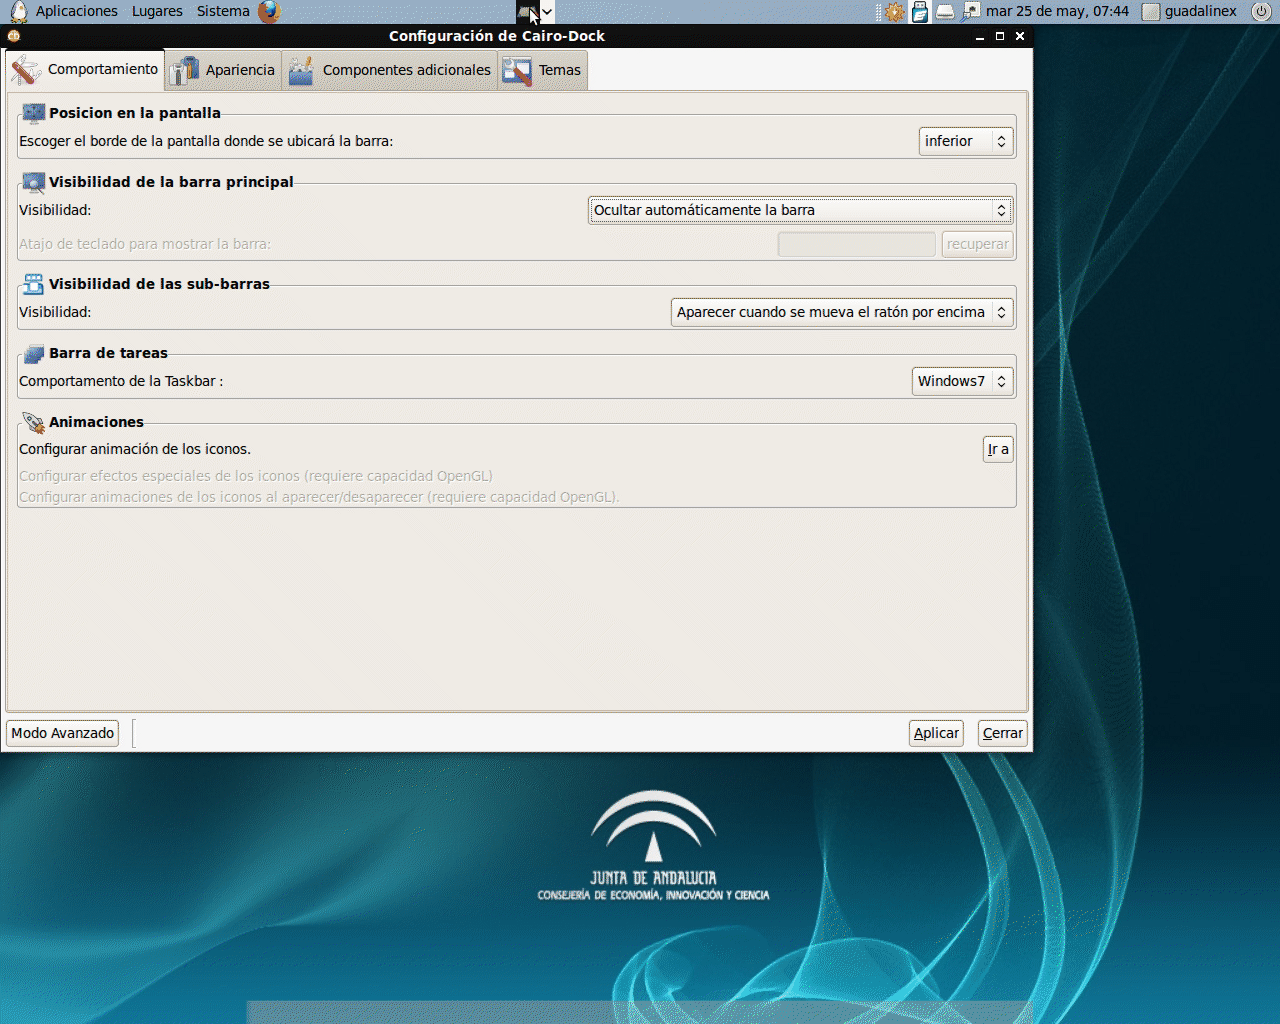 Aplicaciones Lugares Sistema mar 25 de may, 07:44 guadalinex
Configuración de Cairo-Dock
Comportamiento Apariencia Componentes adicionales Temas
Posicion en la pantalla
Escoger el borde de la pantalla donde se ubicará la barra: inferior
Visibilidad de la barra principal
Visibilidad: Ocultar automáticamente la barra
Atajo de teclado para mostrar la barra: recuperar
Visibilidad de las sub-barras
Visibilidad: Aparecer cuando se mueva el ratón por encima
Barra de tareas
Comportamento de la Taskbar : Windows7
Animaciones
Configurar animación de los iconos. Ir a
Configurar efectos especiales de los iconos (requiere capacidad OpenGL)
Configurar animaciones de los iconos al aparecer/desaparecer (requiere capacidad OpenGL).
Modo Avanzado Aplicar Cerrar
JUNTA DE ANDALUCIA
CONSEJERÍA DE ECONOMÍA, INNOVACIÓN Y CIENCIA